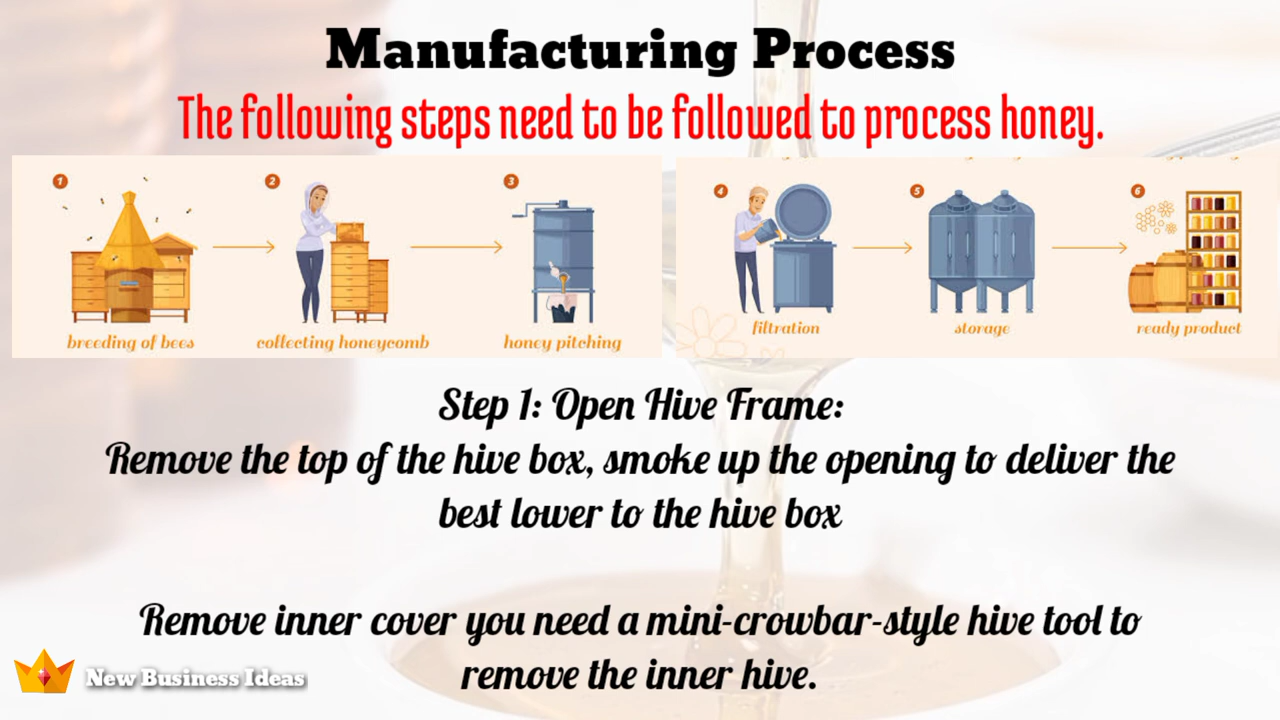 Manufacturing Process
The following steps need to be followed to process honey.
1
2
3
4
5
6
breeding of bees
collecting honeycomb
honey pitching
filtration
storage
ready product
Step 1: Open Hive Frame:
Remove the top of the hive box, smoke up the opening to deliver the
best lower to the hive box
Remove inner cover you need a mini-crowbar-style hive tool to
remove the inner hive.
New Business Ideas